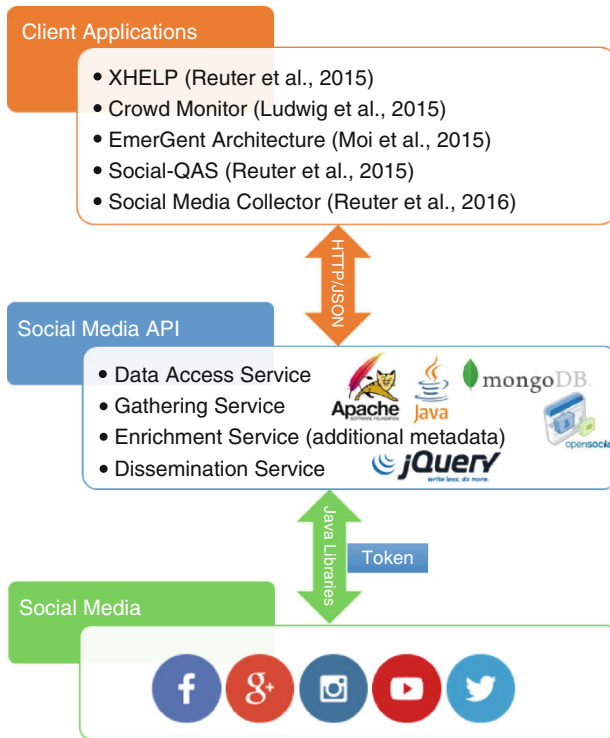 Client Applications
• XHELP (Reuter et al., 2015)
• Crowd Monitor (Ludwig et al., 2015)
• EmerGent Architecture (Moi et al., 2015)
• Social-QAS (Reuter et al., 2015)
• Social Media Collector (Reuter et al., 2016)
HTTP/JSON
Social Media API
• Data Access Service
• Gathering Service
• Enrichment Service (additional metadata)
• Dissemination Service
Apache
SOFTWARE FOUNDATION
Java
mongoDB
opensocial
jQuery
write less, do more.
Java Libraries
Token
Social Media
f
g+